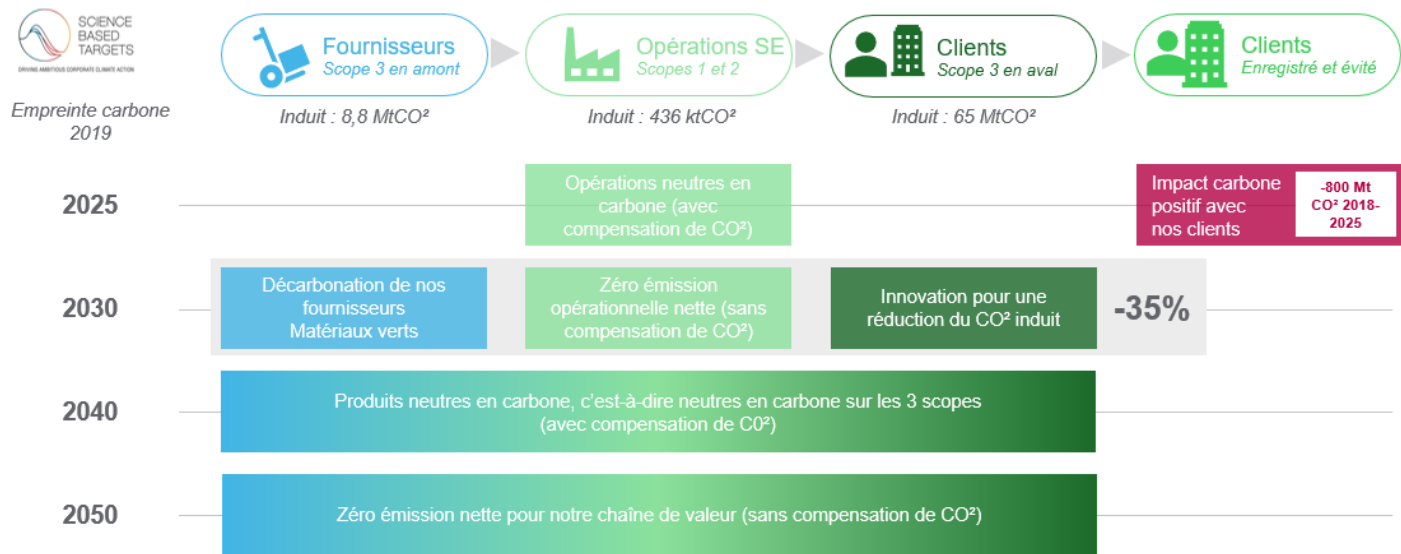 SCIENCE
BASED
TARGETS
DRIVING AMBITIOUS CORPORATE CLIMATE ACTION
Fournisseurs
Scope 3 en amont
Opérations SE
Scopes 1 et 2
Clients
Scope 3 en aval
Clients
Enregistré et évité
Empreinte carbone
2019
Induit : 8,8 MtCO²
Induit : 436 ktCO²
Induit : 65 MtCO²
2025
Opérations neutres en
carbone (avec
compensation de CO²)
Impact carbone
positif avec
nos clients
-800 Mt
CO² 2018-
2025
2030
Décarbonation de nos
fournisseurs
Matériaux verts
Zéro émission
opérationnelle nette (sans
compensation de CO²)
Innovation pour une
réduction du CO² induit
-35%
2040
Produits neutres en carbone, c'est-à-dire neutres en carbone sur les 3 scopes
(avec compensation de C0²)
2050
Zéro émission nette pour notre chaîne de valeur (sans compensation de CO²)